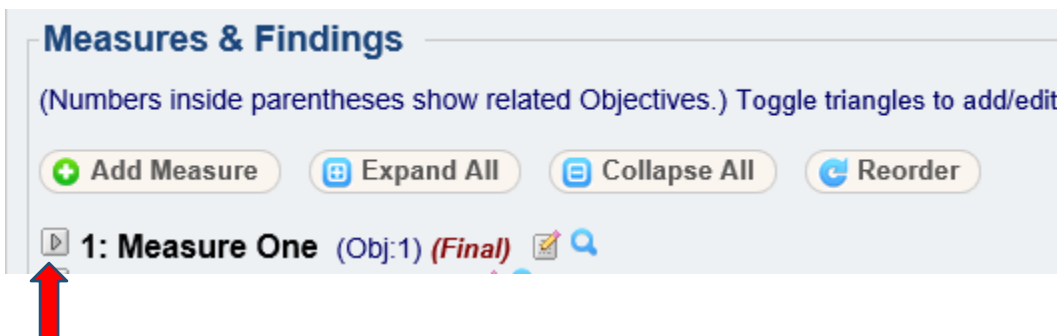 Measures & Findings
(Numbers inside parentheses show related Objectives.) Toggle triangles to add/edit
Add Measure Expand All Collapse All Reorder
1: Measure One (Obj:1) (Final)